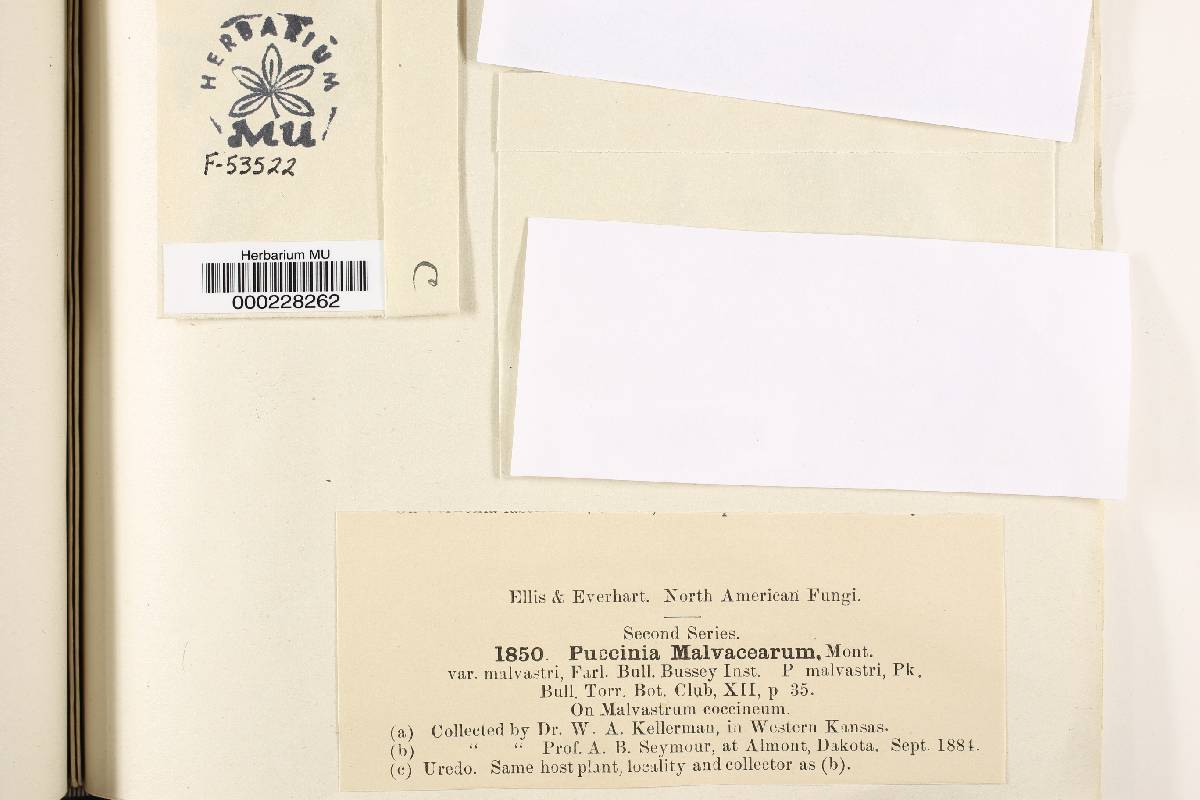 HERBARIUM
MU
F-53522
Herbarium MU
000228262
c
Ellis & Everhart. North American Fungi.
Second Series.
1850. Puccinia Malvacearum, Mont.
var. malvastri, Farl. Bull. Bussey Inst. P malvastri, Pk.
Bull. Torr. Bot. Club, XII, p 35.
On Malvastrum coccineum.
(a) Collected by Dr. W. A. Kellerman, in Western Kansas.
(b) " " Prof. A. B. Seymour, at Almont, Dakota. Sept. 1884.
(c) Uredo. Same host plant, locality and collector as (b).